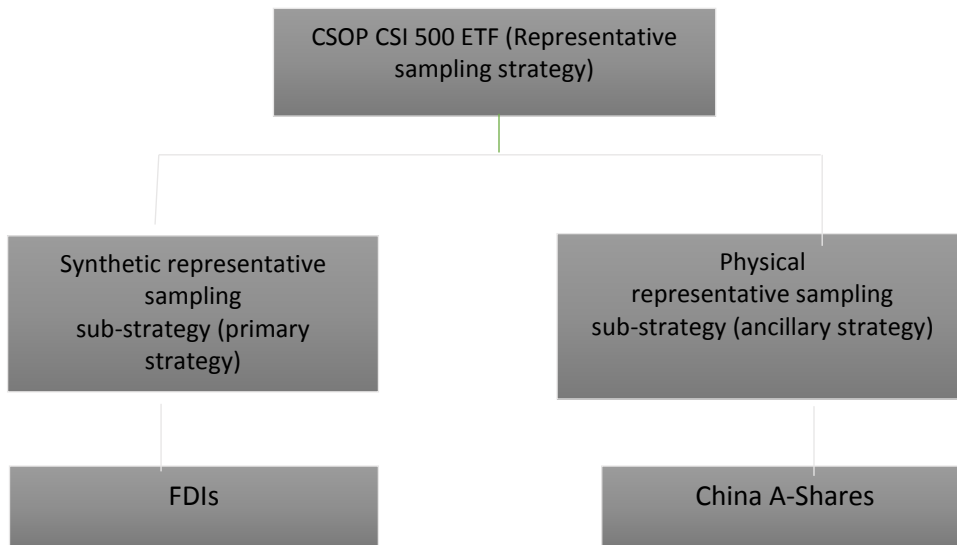 CSOP CSI 500 ETF (Representative
sampling strategy)
Synthetic representative
sampling
sub-strategy (primary
strategy)
Physical
representative sampling
sub-strategy (ancillary strategy)
FDIs
China A-Shares